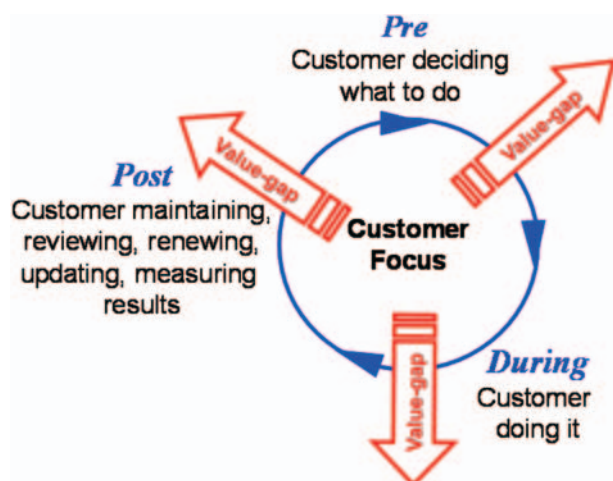 Pre
Customer deciding
what to do
Value-gap
Value-gap
Post
Customer maintaining,
reviewing, renewing,
updating, measuring
results
Customer
Focus
During
Customer
doing it
Value-gap